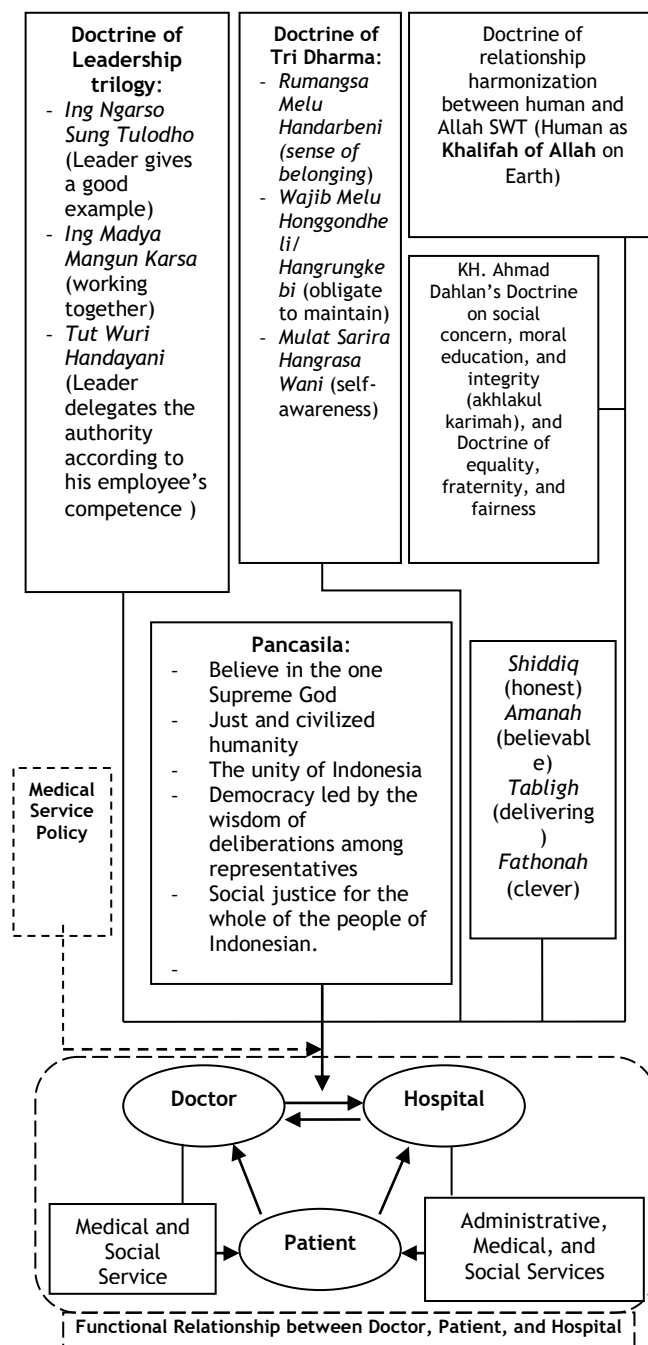 Doctrine of
Leadership
trilogy:
- Ing Ngarso
Sung Tulodho
(Leader gives
a good
example)
- Ing Madya
Mangun Karsa
(working
together)
- Tut Wuri
Handayani
(Leader
delegates the
authority
according to
his employee's
competence )
Doctrine of
Tri Dharma:
- Rumangsa
Melu
Handarbeni
(sense of
belonging)
- Wajib Melu
Honggondhe
li/
Hangrungke
bi (obligate
to maintain)
- Mulat Sarira
Hangrasa
Wani (self-
awareness)
Doctrine of
relationship
harmonization
between human and
Allah SWT (Human as
Khalifah of Allah on
Earth)
KH. Ahmad
Dahlan's Doctrine
on social
concern, moral
education, and
integrity
(akhlakul
karimah), and
Doctrine of
equality,
fraternity, and
fairness
Pancasila:
- Believe in the one
Supreme God
- Just and civilized
humanity
- The unity of Indonesia
- Democracy led by the
wisdom of
deliberations among
representatives
- Social justice for the
whole of the people of
Indonesian.
-
Shiddiq
(honest)
Amanah
(believabl
e)
Tabligh
(delivering
)
Fathonah
(clever)
Medical
Service
Policy
Doctor
Hospital
Medical and
Social
Service
Patient
Administrative,
Medical, and
Social Services
Functional Relationship between Doctor, Patient, and Hospital